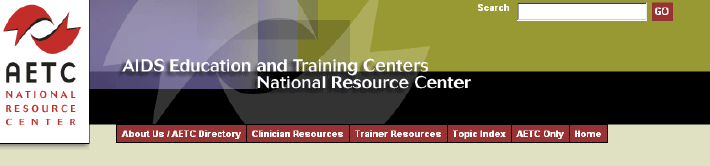 Search GO
AETC
NATIONAL
RESOURCE
CENTER
AIDS Education and Training Centers
National Resource Center
About Us / AETC Directory Clinician Resources Trainer Resources Topic Index AETC Only Home